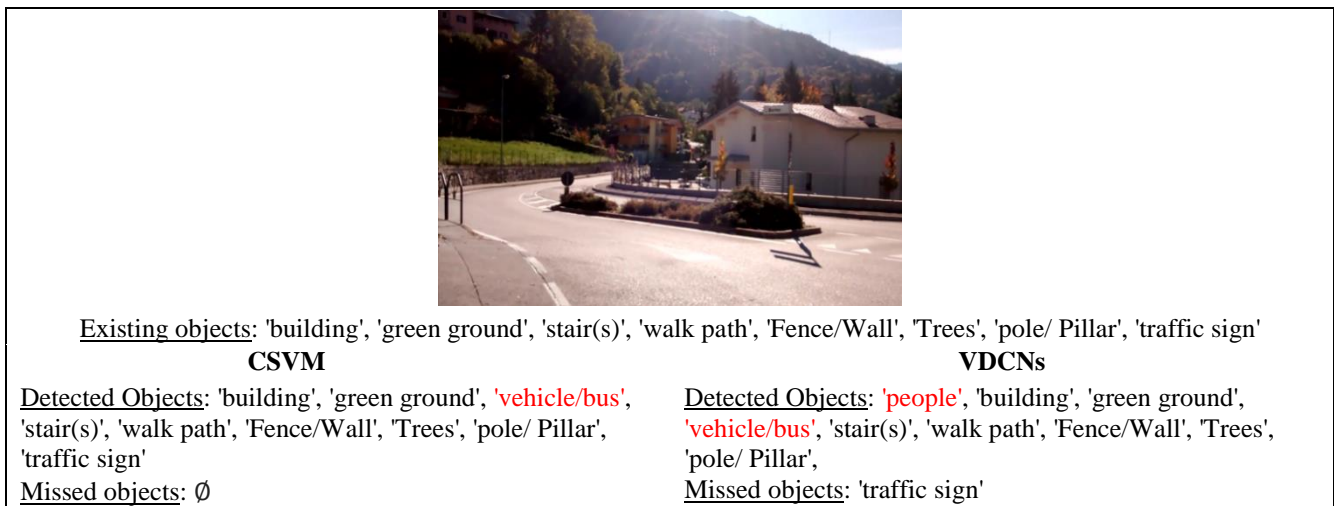 Existing objects: 'building', 'green ground', 'stair(s)', 'walk path', 'Fence/Wall', 'Trees', 'pole/ Pillar', 'traffic sign'
CSVM
Detected Objects: 'building', 'green ground', 'vehicle/bus',
'stair(s)', 'walk path', 'Fence/Wall', 'Trees', 'pole/ Pillar',
'traffic sign'
Missed objects: ∅
VDCNs
Detected Objects: 'people', 'building', 'green ground',
'vehicle/bus', 'stair(s)', 'walk path', 'Fence/Wall', 'Trees',
'pole/ Pillar',
Missed objects: 'traffic sign'